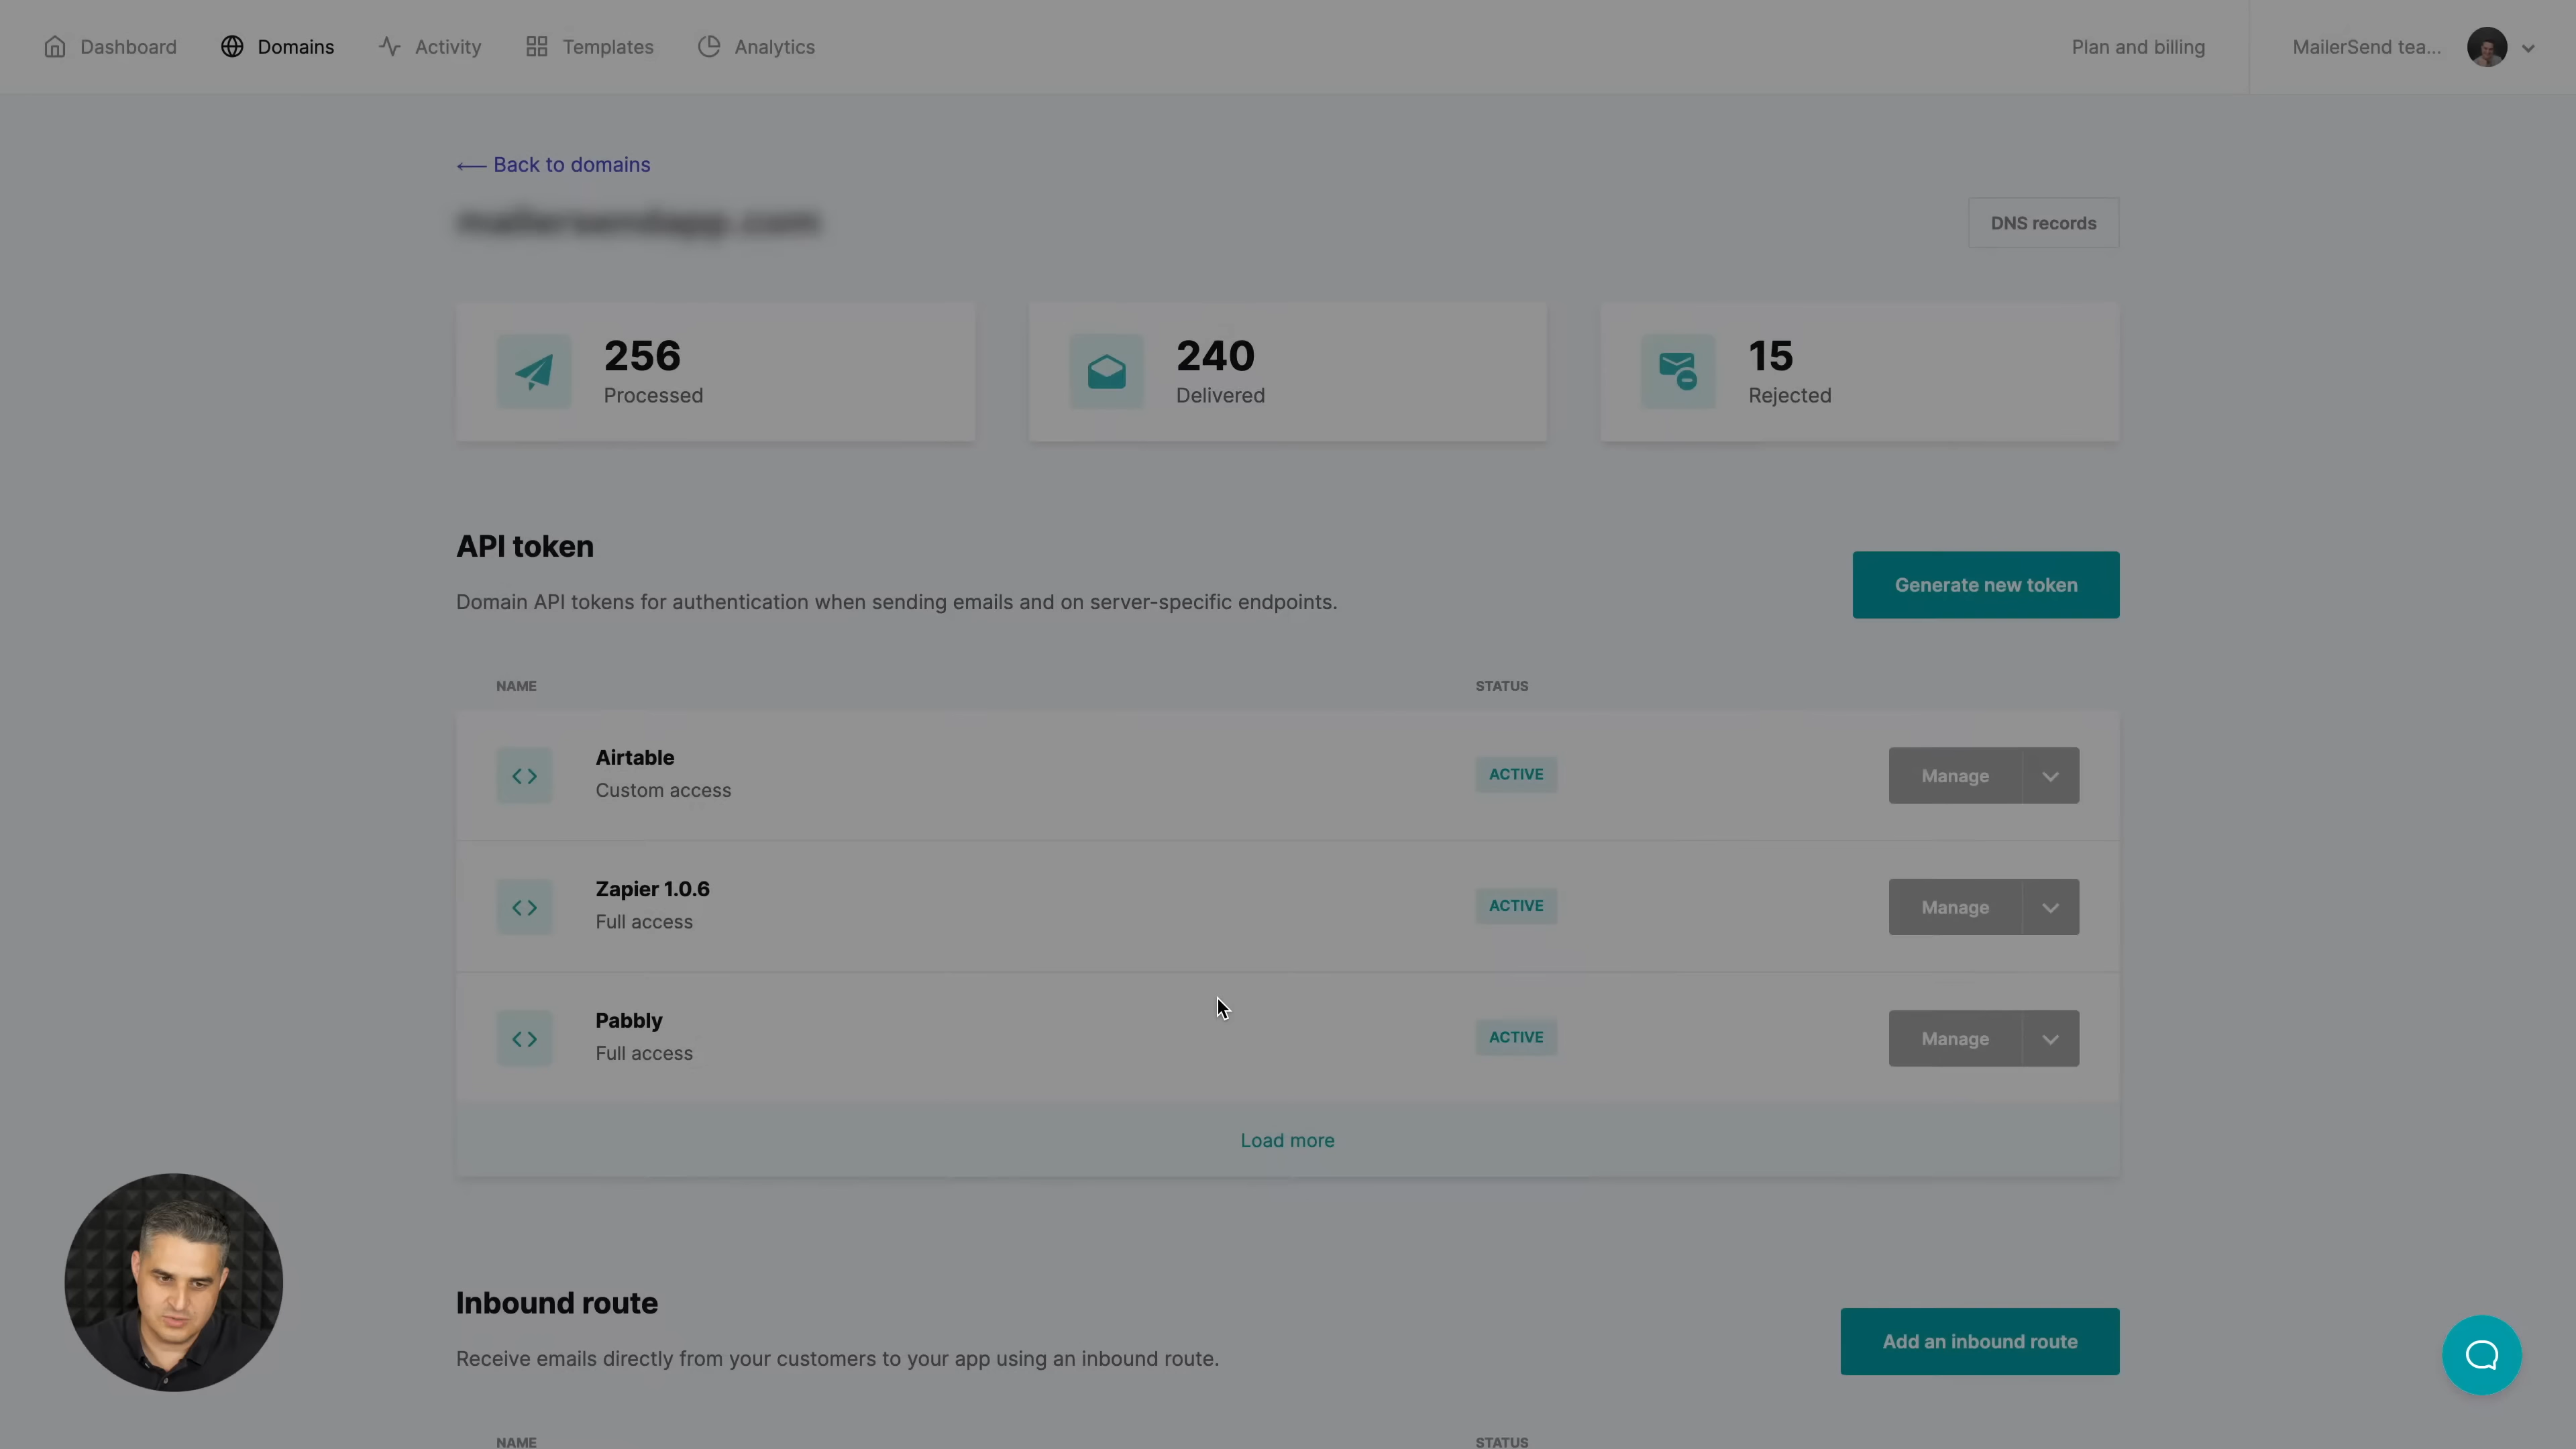 Dashboard
Domains
Activity
Templates
Analytics
Plan and billing
MailerSend tea...
Back to domains
DNS records
256
Processed
240
Delivered
15
Rejected
API token
Domain API tokens for authentication when sending emails and on server-specific endpoints.
Generate new token
NAME
STATUS
Airtable
Custom access
ACTIVE
Manage
Zapier 1.0.6
Full access
ACTIVE
Manage
Pabbly
Full access
ACTIVE
Manage
Load more
Inbound route
Receive emails directly from your customers to your app using an inbound route.
Add an inbound route
NAME
STATUS